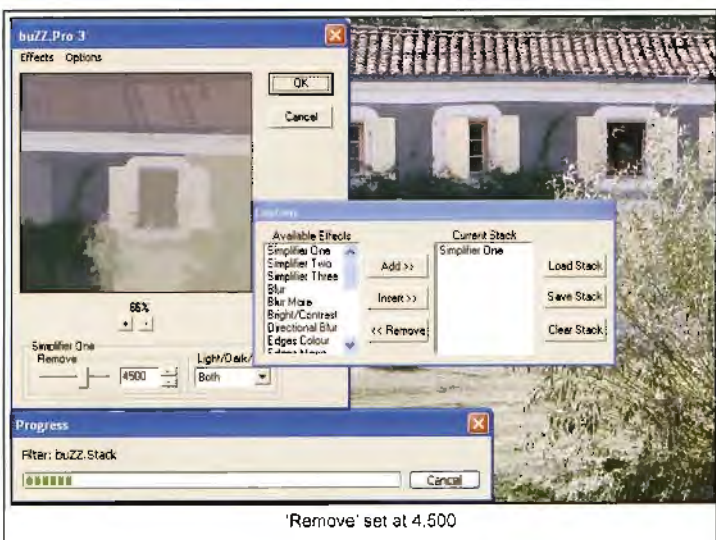 buZZ.Pro 3
Effects Options
OK
Cancel
66%
+ -
Simplifier One
Remove
4500
Light/Dark/
Both
Available Effects
Simplifier One
Simplifier Two
Simplifier Three
Blur
Blur More
Bright/Contrast
Directional Blur
Edges Colour
Edges Mono
Add >>
Insert >>
<< Remove
Current Stack
Simplifier One
Load Stack
Save Stack
Clear Stack
Progress
Filter: buZZ.Stack
Cancel
'Remove' set at 4,500